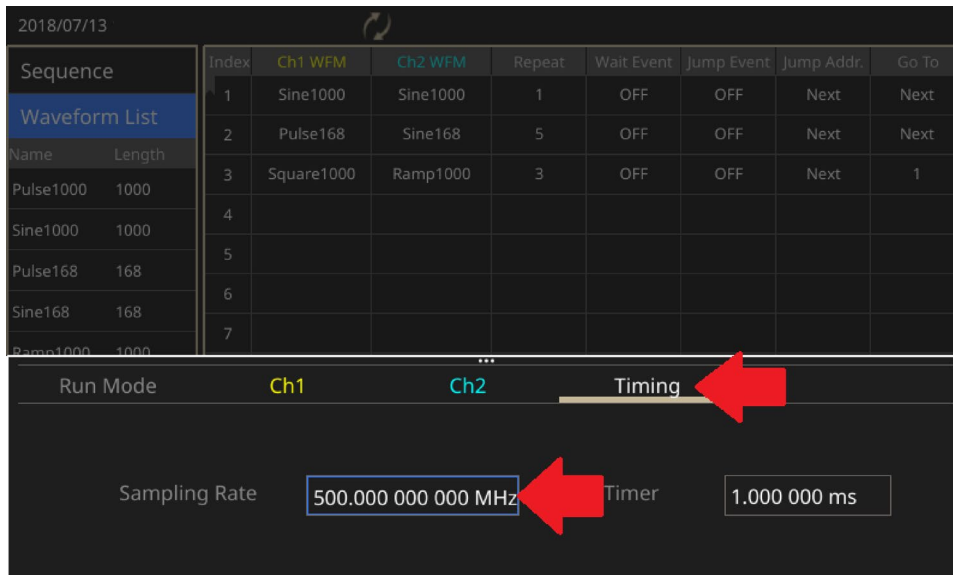 2018/07/13
Sequence
Waveform List
Name Length
Pulse1000 1000
Sine1000 1000
Pulse168 168
Sine168 168
Ramp1000 1000
Index Ch1 WFM Ch2 WFM Repeat Wait Event Jump Event Jump Addr. Go To
1 Sine1000 Sine1000 1 OFF OFF Next Next
2 Pulse168 Sine168 5 OFF OFF Next Next
3 Square1000 Ramp1000 3 OFF OFF Next 1
4
5
6
7
Run Mode Ch1 Ch2 Timing
Sampling Rate 500.000 000 000 MHz Timer 1.000 000 ms